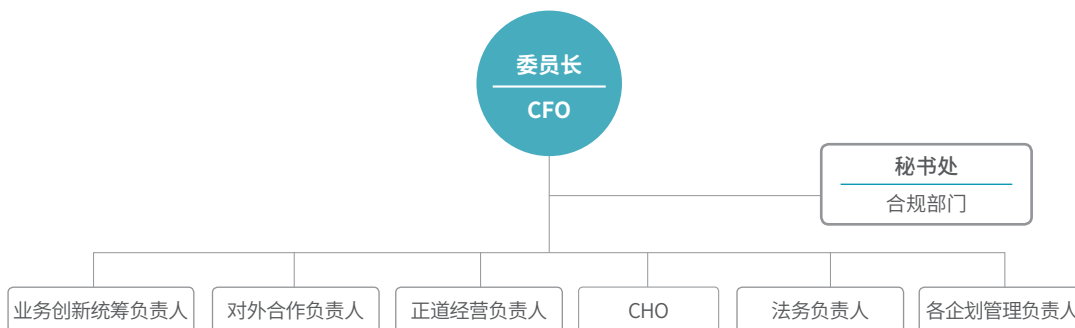 委员长
CFO
秘书处
合规部门
业务创新统筹负责人
对外合作负责人
正道经营负责人
CHO
法务负责人
各企划管理负责人